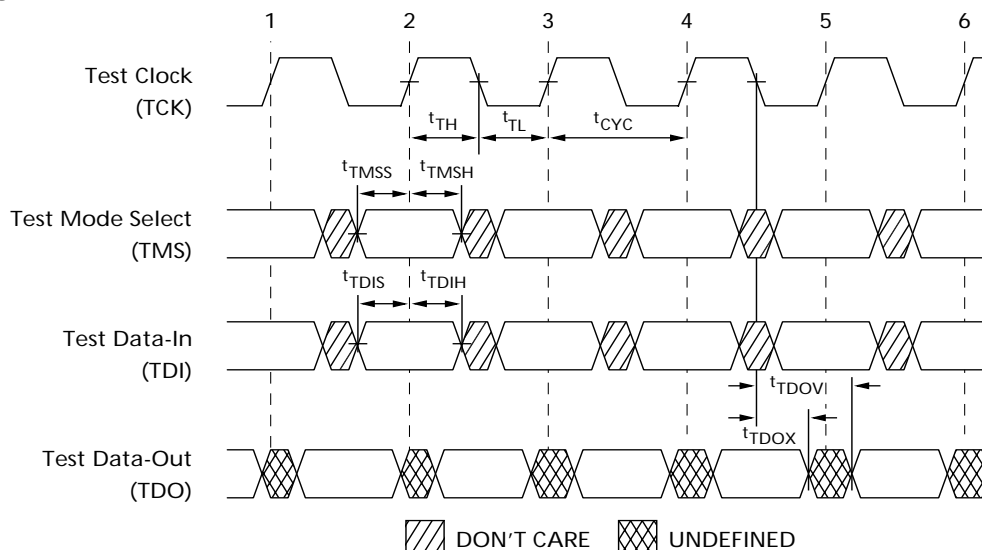 1 2 3 4 5 6
Test Clock
(TCK)
tTH tTL tCYC
tTMSS tTMSH
Test Mode Select
(TMS)
tTDIS tTDIH
Test Data-In
(TDI)
tTDOV
tTDOX
Test Data-Out
(TDO)
DON'T CARE UNDEFINED